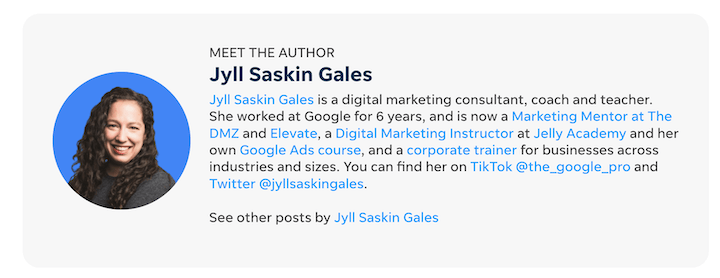 MEET THE AUTHOR
Jyll Saskin Gales
Jyll Saskin Gales is a digital marketing consultant, coach and teacher.
She worked at Google for 6 years, and is now a Marketing Mentor at The
DMZ and Elevate, a Digital Marketing Instructor at Jelly Academy and her
own Google Ads course, and a corporate trainer for businesses across
industries and sizes. You can find her on TikTok @the_google_pro and
Twitter @jyllsaskingales.
See other posts by Jyll Saskin Gales